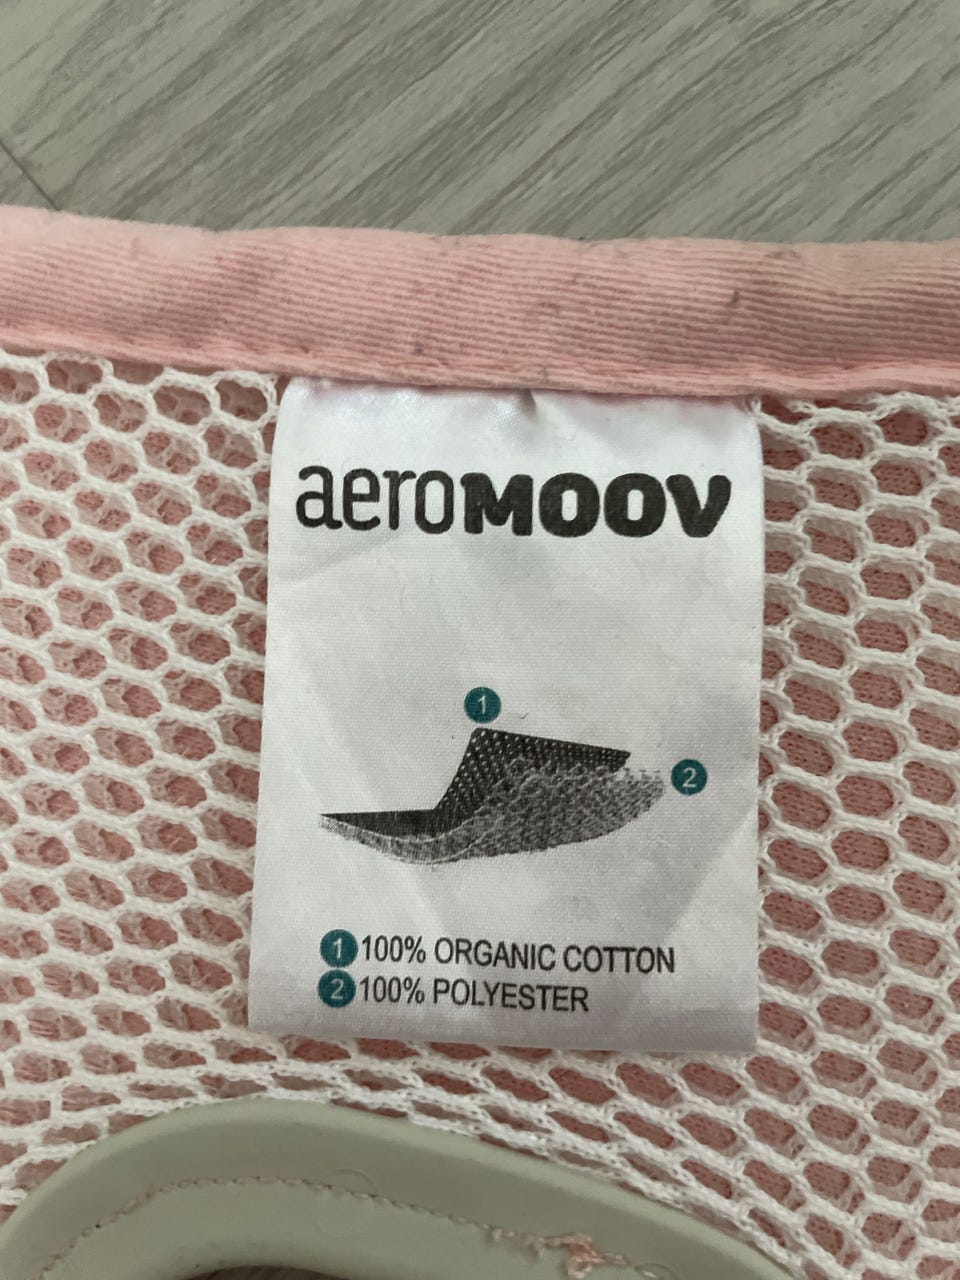 aeromoov
1
2
1 100% ORGANIC COTTON
2 100% POLYESTER